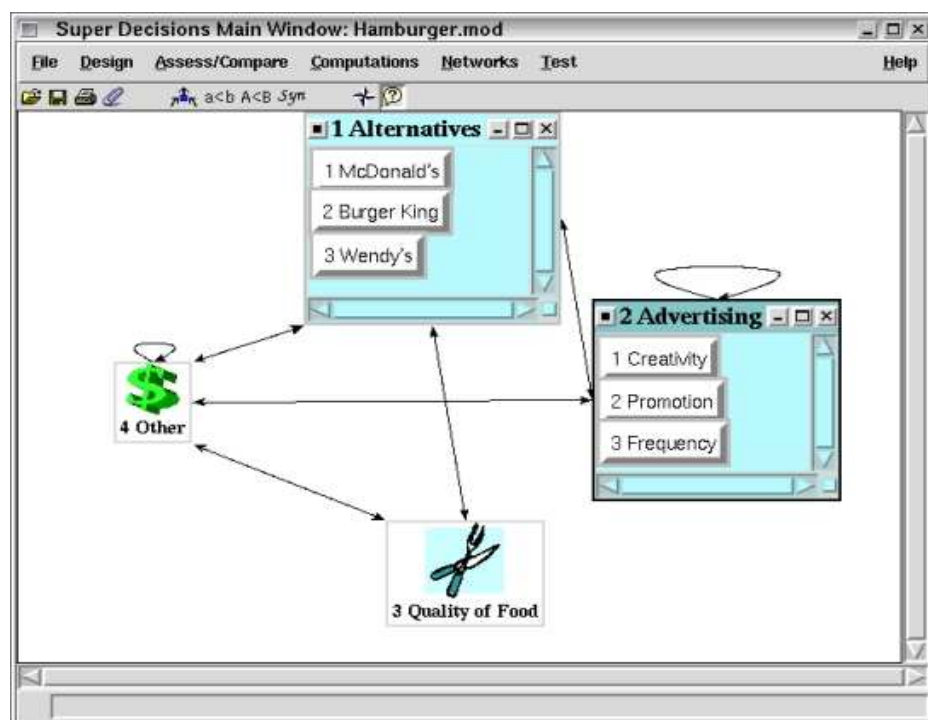 Super Decisions Main Window: Hamburger.mod
File Design Assess/Compare Computations Networks Test Help
a<b A<B Syn
1 Alternatives
1 McDonald's
2 Burger King
3 Wendy's
2 Advertising
1 Creativity
2 Promotion
3 Frequency
4 Other
3 Quality of Food